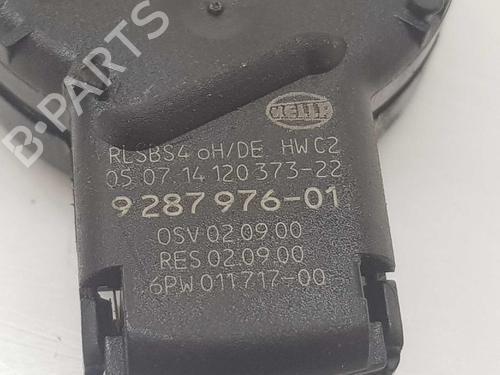 B-PARTS
HELLA
RLSBS4 oH/DE HW C2
05 07 14 120 373-22
9 287 976-01
OSV 02.09.00
RES 02.09.00
6PW 011 717-00